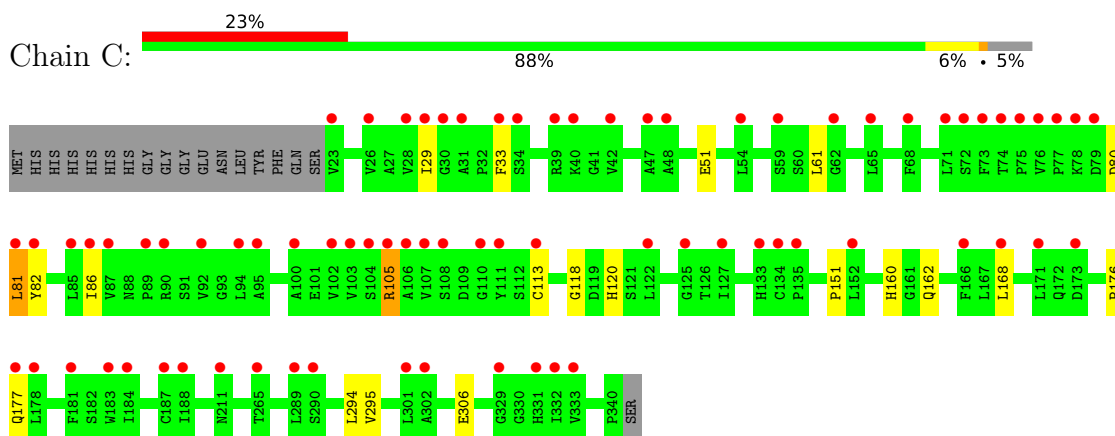 23%
Chain C:
88% 6% • 5%
MET HIS HIS HIS HIS HIS HIS GLY GLY GLY GLU ASN LEU TYR PHE GLN SER V23 V26 A27 V28 I29 G30 A31 P32 F33 S34 R39 K40 G41 V42 A47 A48 E51 L54 S59 S60 L61 G62 L65 F68 L71 S72 F73 T74 P75 V76 P77 K78 D79 D80
L81 Y82 L85 I86 V87 N88 P89 R90 S91 V92 G93 L94 A95 A100 E101 V102 V103 S104 R105 A106 V107 S108 D109 G110 Y111 S112 C113 G118 D119 H120 S121 L122 G125 T126 I127 H133 C134 P135 P151 L152 H160 G161 Q162 F166 L167 L168 L171 Q172 D173
Q177 L178 F181 S182 W183 I184 C187 I188 N211 T265 L289 S290 L294 V295 L301 A302 E306 G329 G330 H331 I332 V333 P340 SER